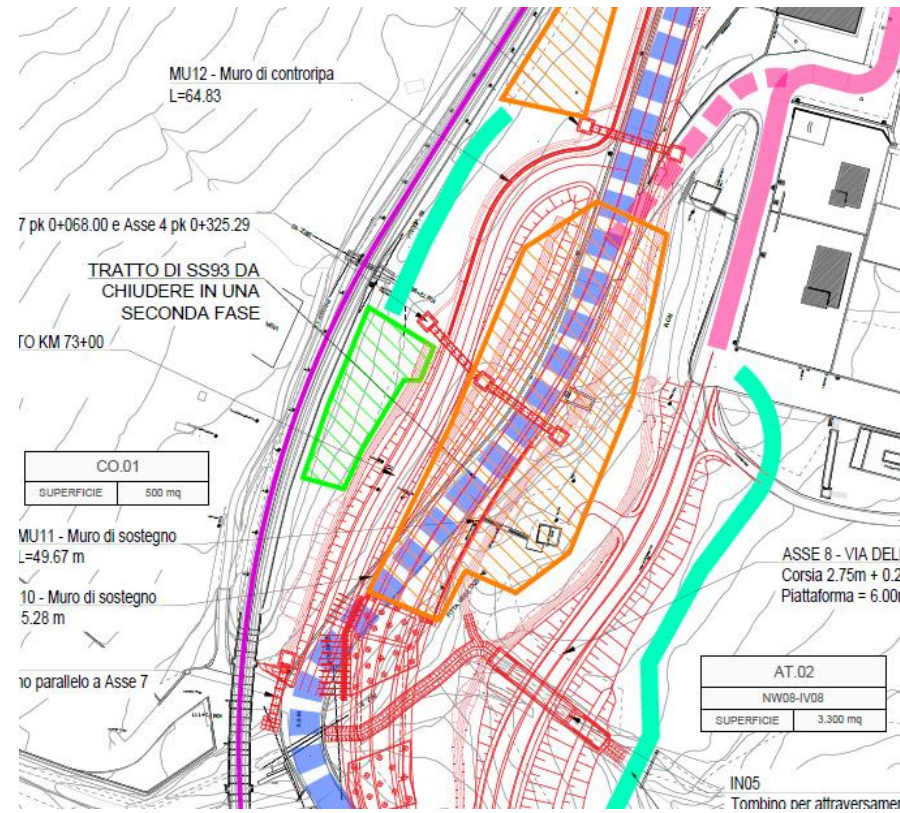 MU12 - Muro di controripa
L=64.83
7 pk 0+068.00 e Asse 4 pk 0+325.29
TRATTO DI SS93 DA
CHIUDERE IN UNA
SECONDA FASE
TO KM 73+00
CO.01
SUPERFICIE 500 mq
MU11 - Muro di sostegno
L=49.67 m
10 - Muro di sostegno
5.28 m
no parallelo a Asse 7
ASSE 8 - VIA DEL
Corsia 2.75m + 0.2
Piattaforma = 6.00
AT.02
NW08-IV08
SUPERFICIE 3.300 mq
IN05
Tombino per attraversame